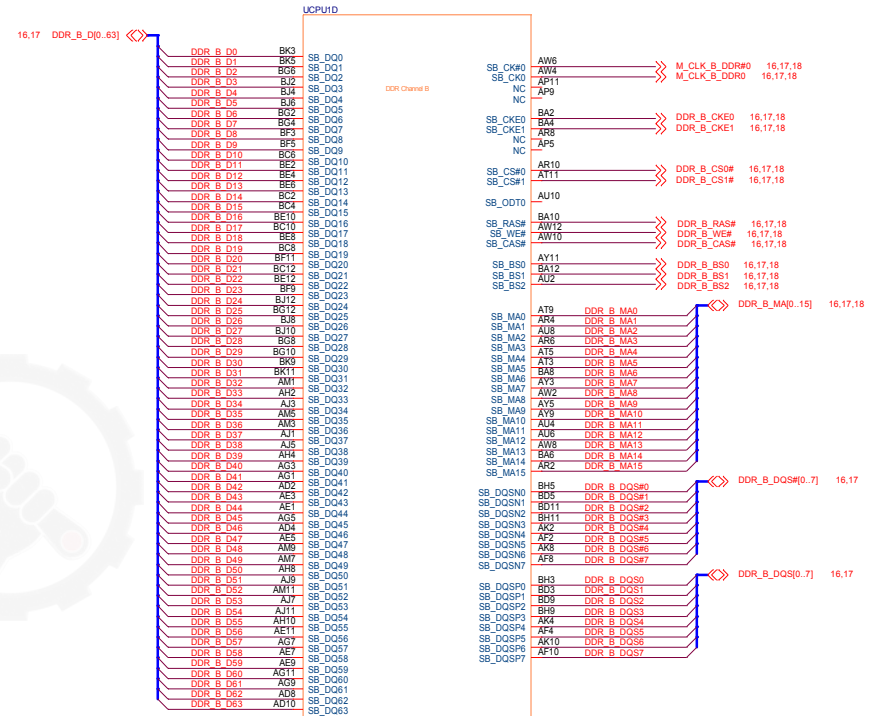 UCPU1D
16,17 DDR_B_D[0..63]
DDR Channel B
DDR_B_D0 BK3 SB_DQ0
DDR_B_D1 BK5 SB_DQ1
DDR_B_D2 BG6 SB_DQ2
DDR_B_D3 BJ2 SB_DQ3
DDR_B_D4 BJ4 SB_DQ4
DDR_B_D5 BJ6 SB_DQ5
DDR_B_D6 BG2 SB_DQ6
DDR_B_D7 BG4 SB_DQ7
DDR_B_D8 BF3 SB_DQ8
DDR_B_D9 BF5 SB_DQ9
DDR_B_D10 BC6 SB_DQ10
DDR_B_D11 BE2 SB_DQ11
DDR_B_D12 BE4 SB_DQ12
DDR_B_D13 BE6 SB_DQ13
DDR_B_D14 BC2 SB_DQ14
DDR_B_D15 BC4 SB_DQ15
DDR_B_D16 BE10 SB_DQ16
DDR_B_D17 BC10 SB_DQ17
DDR_B_D18 BE8 SB_DQ18
DDR_B_D19 BC8 SB_DQ19
DDR_B_D20 BF11 SB_DQ20
DDR_B_D21 BC12 SB_DQ21
DDR_B_D22 BE12 SB_DQ22
DDR_B_D23 BF9 SB_DQ23
DDR_B_D24 BJ12 SB_DQ24
DDR_B_D25 BG12 SB_DQ25
DDR_B_D26 BJ8 SB_DQ26
DDR_B_D27 BJ10 SB_DQ27
DDR_B_D28 BG8 SB_DQ28
DDR_B_D29 BG10 SB_DQ29
DDR_B_D30 BK9 SB_DQ30
DDR_B_D31 BK11 SB_DQ31
DDR_B_D32 AM1 SB_DQ32
DDR_B_D33 AH2 SB_DQ33
DDR_B_D34 AJ3 SB_DQ34
DDR_B_D35 AM5 SB_DQ35
DDR_B_D36 AM3 SB_DQ36
DDR_B_D37 AJ1 SB_DQ37
DDR_B_D38 AJ5 SB_DQ38
DDR_B_D39 AH4 SB_DQ39
DDR_B_D40 AG3 SB_DQ40
DDR_B_D41 AG1 SB_DQ41
DDR_B_D42 AD2 SB_DQ42
DDR_B_D43 AE3 SB_DQ43
DDR_B_D44 AE1 SB_DQ44
DDR_B_D45 AG5 SB_DQ45
DDR_B_D46 AD4 SB_DQ46
DDR_B_D47 AE5 SB_DQ47
DDR_B_D48 AM9 SB_DQ48
DDR_B_D49 AM7 SB_DQ49
DDR_B_D50 AH8 SB_DQ50
DDR_B_D51 AJ9 SB_DQ51
DDR_B_D52 AM11 SB_DQ52
DDR_B_D53 AJ7 SB_DQ53
DDR_B_D54 AJ11 SB_DQ54
DDR_B_D55 AH10 SB_DQ55
DDR_B_D56 AE11 SB_DQ56
DDR_B_D57 AG7 SB_DQ57
DDR_B_D58 AE7 SB_DQ58
DDR_B_D59 AE9 SB_DQ59
DDR_B_D60 AG11 SB_DQ60
DDR_B_D61 AG9 SB_DQ61
DDR_B_D62 AD8 SB_DQ62
DDR_B_D63 AD10 SB_DQ63
SB_CK#0 AW6 M_CLK_B_DDR#0 16,17,18
SB_CK0 AW4 M_CLK_B_DDR0 16,17,18
NC AP11
NC AP9
SB_CKE0 BA2 DDR_B_CKE0 16,17,18
SB_CKE1 BA4 DDR_B_CKE1 16,17,18
NC AR8
NC AP5
SB_CS#0 AR10 DDR_B_CS0# 16,17,18
SB_CS#1 AT11 DDR_B_CS1# 16,17,18
SB_ODT0 AU10
SB_RAS# BA10 DDR_B_RAS# 16,17,18
SB_WE# AW12 DDR_B_WE# 16,17,18
SB_CAS# AW10 DDR_B_CAS# 16,17,18
SB_BS0 AY11 DDR_B_BS0 16,17,18
SB_BS1 BA12 DDR_B_BS1 16,17,18
SB_BS2 AU2 DDR_B_BS2 16,17,18
DDR_B_MA[0..15] 16,17,18
SB_MA0 AT9 DDR_B_MA0
SB_MA1 AR4 DDR_B_MA1
SB_MA2 AU8 DDR_B_MA2
SB_MA3 AR6 DDR_B_MA3
SB_MA4 AT5 DDR_B_MA4
SB_MA5 AT3 DDR_B_MA5
SB_MA6 BA8 DDR_B_MA6
SB_MA7 AY3 DDR_B_MA7
SB_MA8 AW2 DDR_B_MA8
SB_MA9 AY5 DDR_B_MA9
SB_MA10 AY9 DDR_B_MA10
SB_MA11 AU4 DDR_B_MA11
SB_MA12 AU6 DDR_B_MA12
SB_MA13 AW8 DDR_B_MA13
SB_MA14 BA6 DDR_B_MA14
SB_MA15 AR2 DDR_B_MA15
DDR_B_DQS#[0..7] 16,17
SB_DQSN0 BH5 DDR_B_DQS#0
SB_DQSN1 BD5 DDR_B_DQS#1
SB_DQSN2 BD11 DDR_B_DQS#2
SB_DQSN3 BH11 DDR_B_DQS#3
SB_DQSN4 AK2 DDR_B_DQS#4
SB_DQSN5 AF2 DDR_B_DQS#5
SB_DQSN6 AK8 DDR_B_DQS#6
SB_DQSN7 AF8 DDR_B_DQS#7
DDR_B_DQS[0..7] 16,17
SB_DQSP0 BH3 DDR_B_DQS0
SB_DQSP1 BD3 DDR_B_DQS1
SB_DQSP2 BD9 DDR_B_DQS2
SB_DQSP3 BH9 DDR_B_DQS3
SB_DQSP4 AK4 DDR_B_DQS4
SB_DQSP5 AF4 DDR_B_DQS5
SB_DQSP6 AK10 DDR_B_DQS6
SB_DQSP7 AF10 DDR_B_DQS7